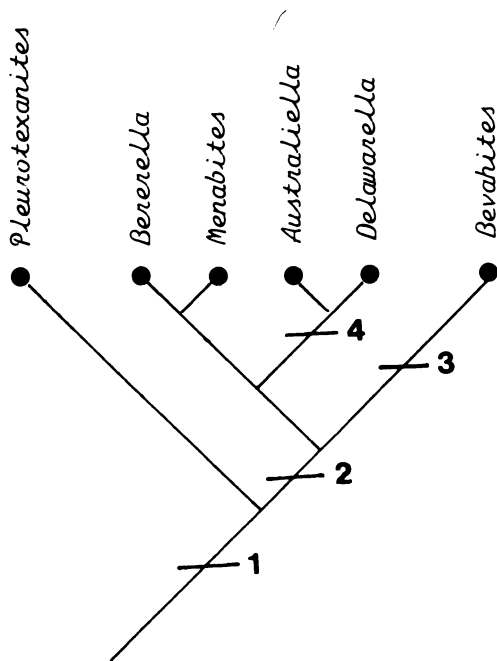 Pleurotexanites
Bererella
Menabites
Australiella
Delawarella
Bevahites
4
3
2
1